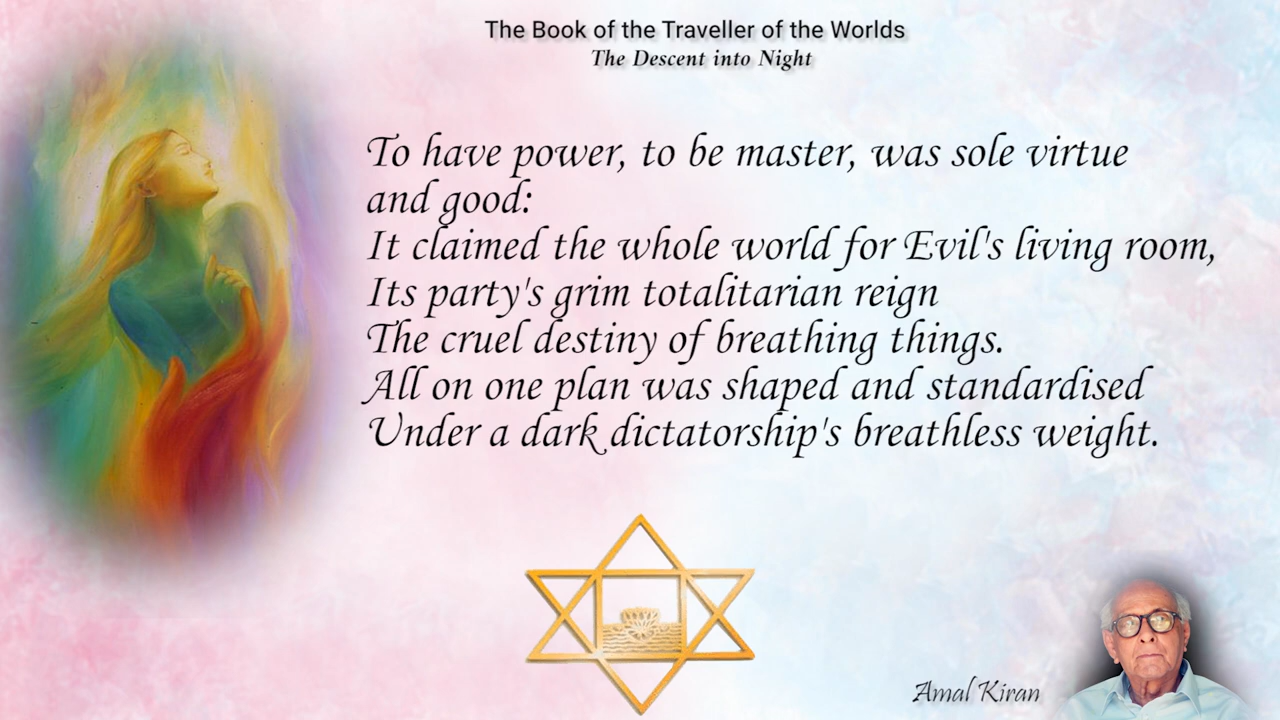 The Book of the Traveller of the Worlds
The Descent into Night
To have power, to be master, was sole virtue
and good:
It claimed the whole world for Evil's living room,
Its party's grim totalitarian reign
The cruel destiny of breathing things.
All on one plan was shaped and standardised
Under a dark dictatorship's breathless weight.
Amal Kiran